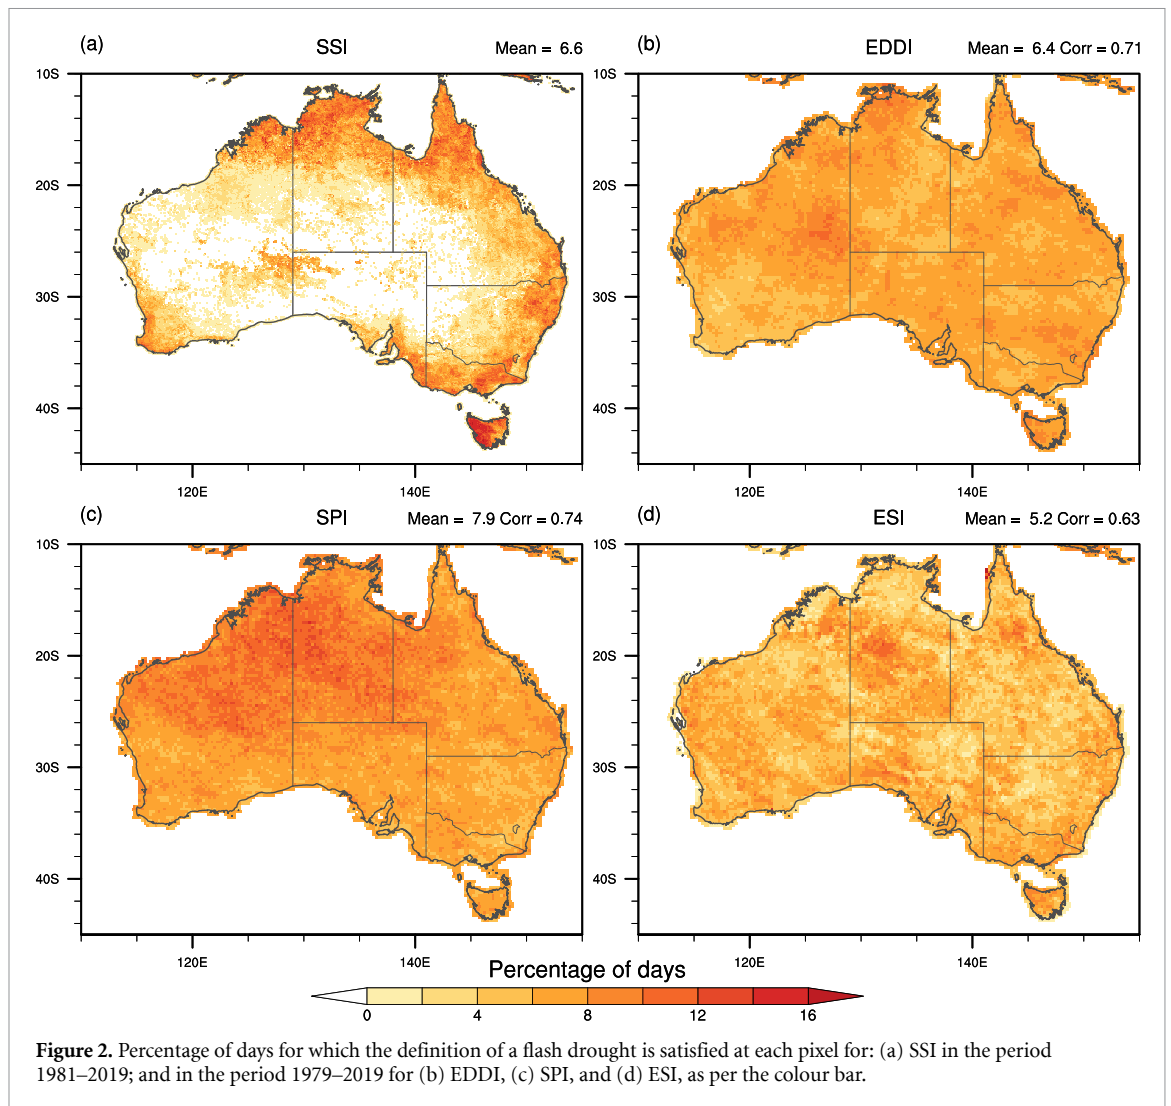 (a) SSI Mean = 6.6
(b) EDDI Mean = 6.4 Corr = 0.71
10S 10S
20S 20S
30S 30S
40S 40S
120E 140E 120E 140E
(c) SPI Mean = 7.9 Corr = 0.74
(d) ESI Mean = 5.2 Corr = 0.63
10S 10S
20S 20S
30S 30S
40S 40S
120E 140E 120E 140E
Percentage of days
0 4 8 12 16
Figure 2. Percentage of days for which the definition of a flash drought is satisfied at each pixel for: (a) SSI in the period
1981–2019; and in the period 1979–2019 for (b) EDDI, (c) SPI, and (d) ESI, as per the colour bar.